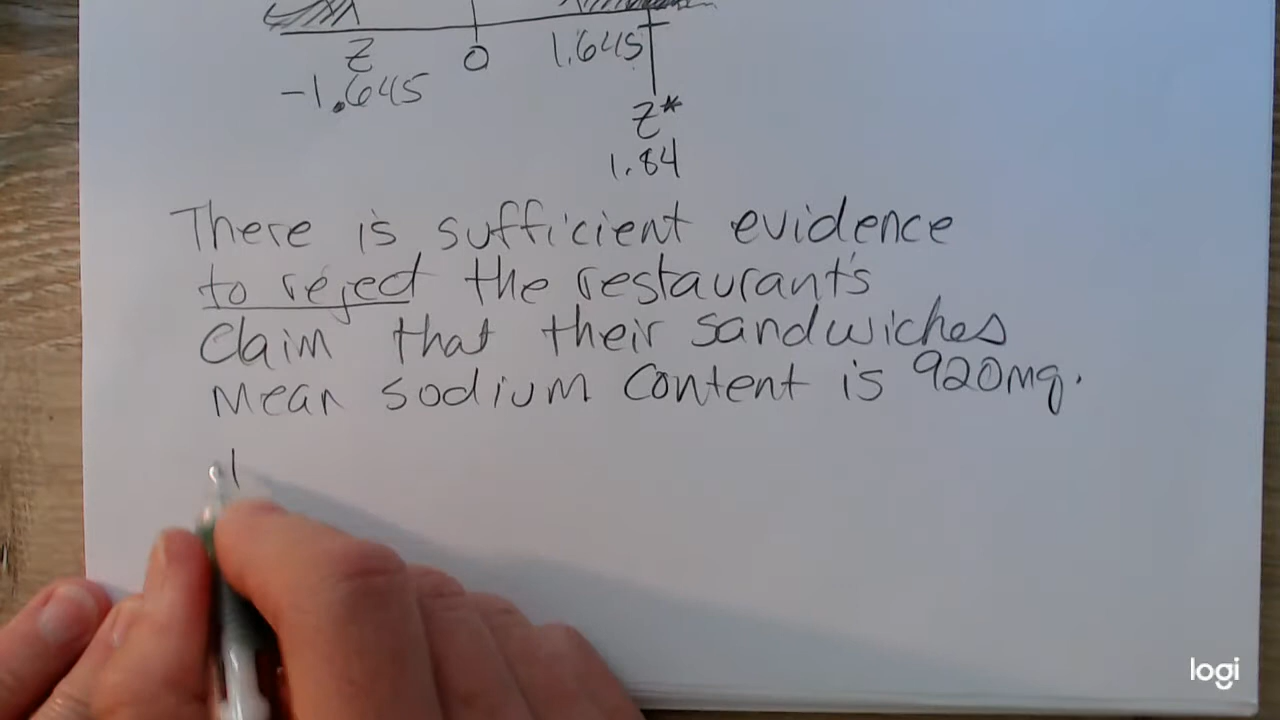 Z 0 1.645
-1.645
Z*
1.84
There is sufficient evidence
to reject the restaurant's
Claim that their sandwiches
Mean sodium Content is 920mg.
logi